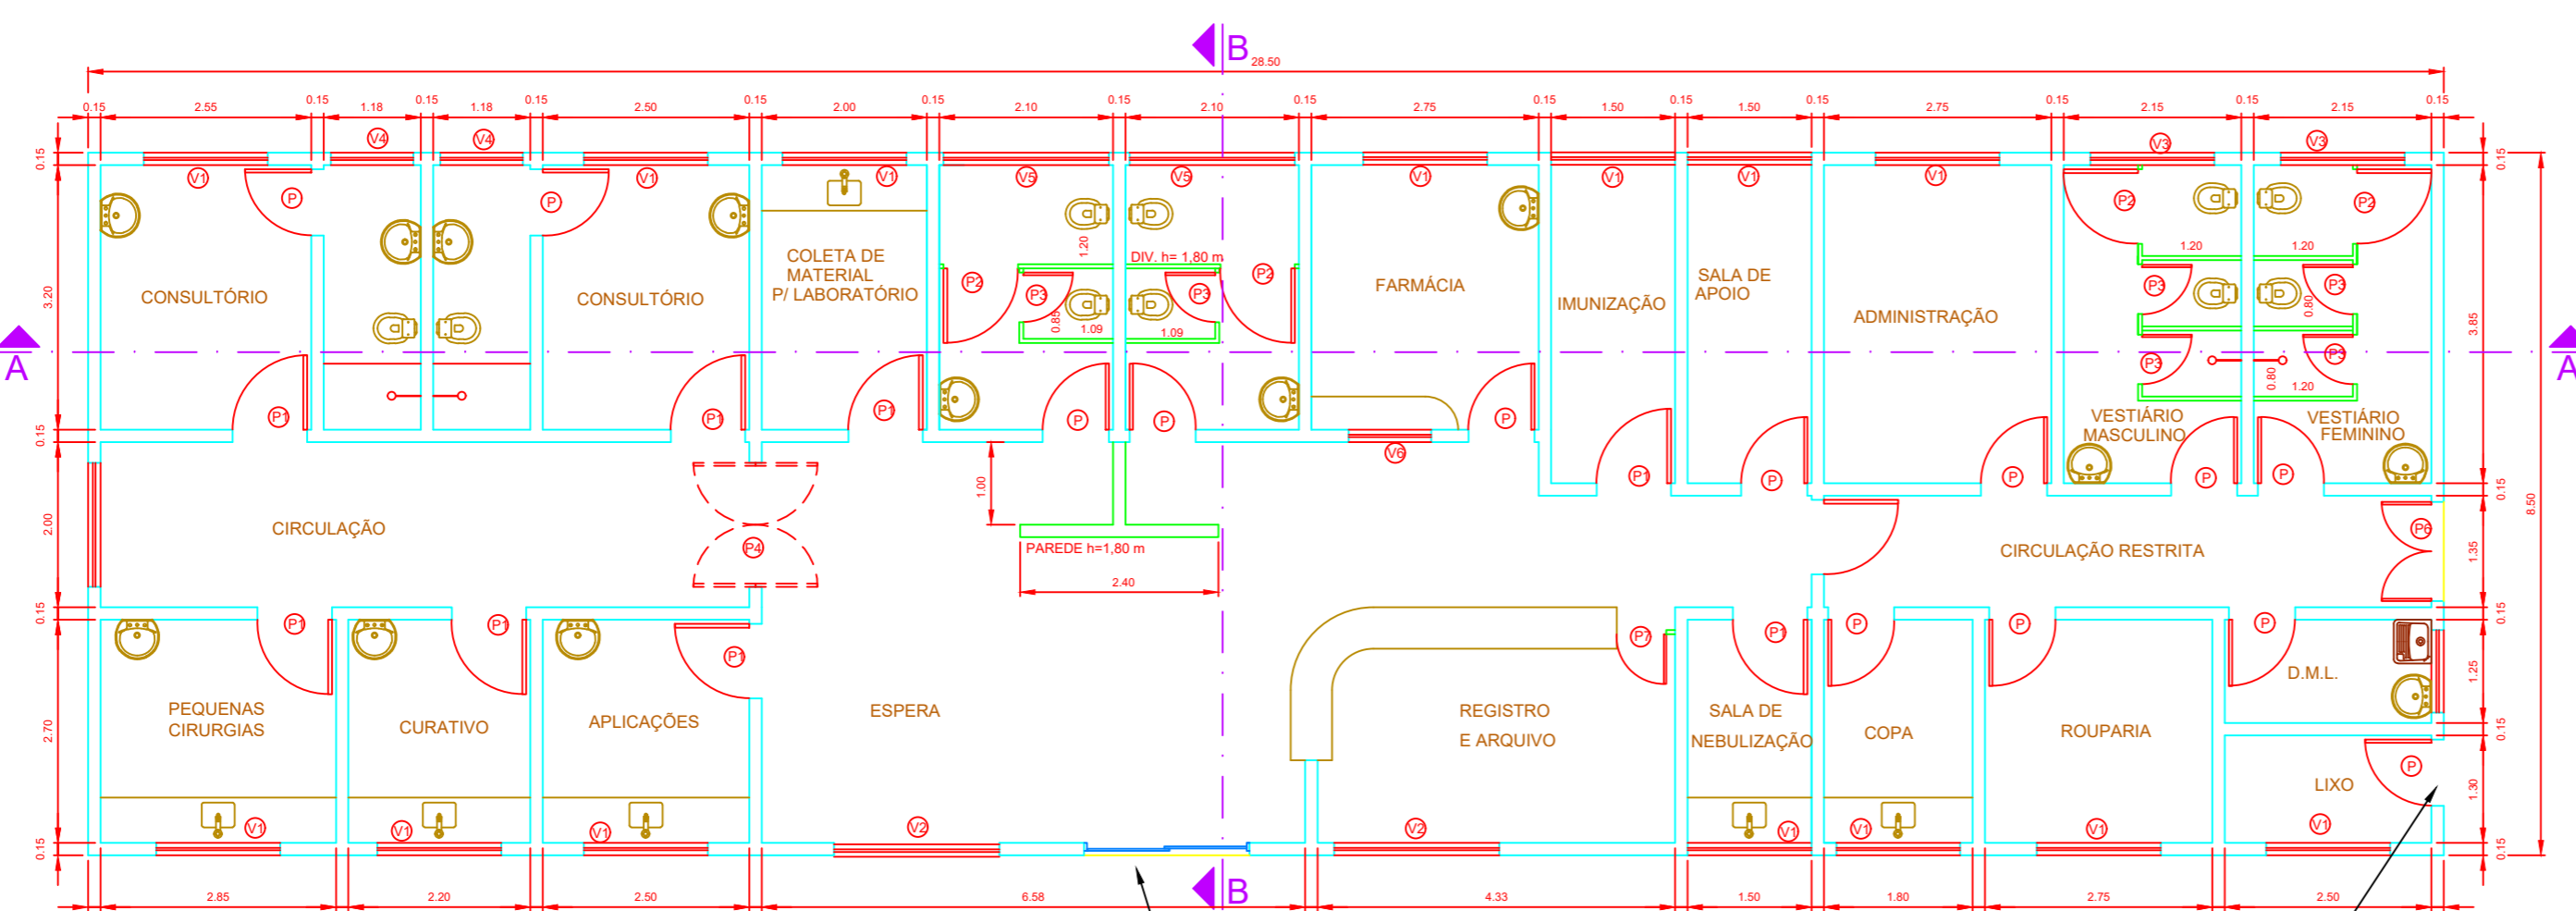 B
28.50
0.15 2.55 0.15 1.18 0.15 1.18 0.15 2.50 0.15 2.00 0.15 2.10 0.15 2.10 0.15 2.75 0.15 1.50 0.15 1.50 0.15 2.75 0.15 2.15 0.15 2.15 0.15
V4 V4 V3 V3
0.15 0.15
V1 V1 V1 V5 V5 V1 V1 V1 V1
P P P2 P2
COLETA DE
MATERIAL
P/ LABORATÓRIO
1.20
DIV. h= 1,80 m
1.20 1.20
P2 P3 P3 P2
P3 P3
CONSULTÓRIO
CONSULTÓRIO
FARMÁCIA
IMUNIZAÇÃO
SALA DE
APOIO
ADMINISTRAÇÃO
3.20
0.85
1.09 1.09
0.80
3.85
A A
P3 P3
0.80
1.20
P1 P1 P1 P P P
VESTIÁRIO
MASCULINO
VESTIÁRIO
FEMININO
0.15
V6
P1 P P P P
1.00
0.15
8.50
2.00
CIRCULAÇÃO
P4
PAREDE h=1,80 m
2.40
CIRCULAÇÃO RESTRITA
P6
1.35
0.15
0.15
P1 P1 P1 P7 P1 P P P
1.25
D.M.L.
PEQUENAS
CIRURGIAS
CURATIVO
APLICAÇÕES
ESPERA
REGISTRO
E ARQUIVO
SALA DE
NEBULIZAÇÃO
COPA
ROUPARIA
2.70
0.15
P
LIXO
1.30
V1 V1 V1 V2 V2 V1 V1 V1 V1
0.15
0.15
B
2.85 2.20 2.50 6.58 4.33 1.50 1.80 2.75 2.50